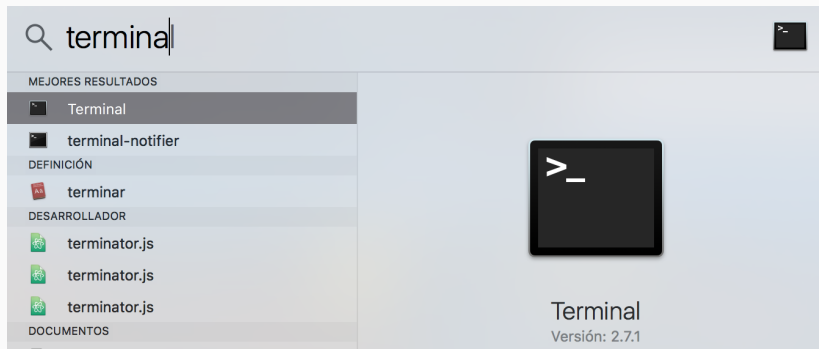 terminal
MEJORES RESULTADOS
Terminal
terminal-notifier
DEFINICIÓN
terminar
DESARROLLADOR
terminator.js
terminator.js
terminator.js
DOCUMENTOS
>_
Terminal
Versión: 2.7.1